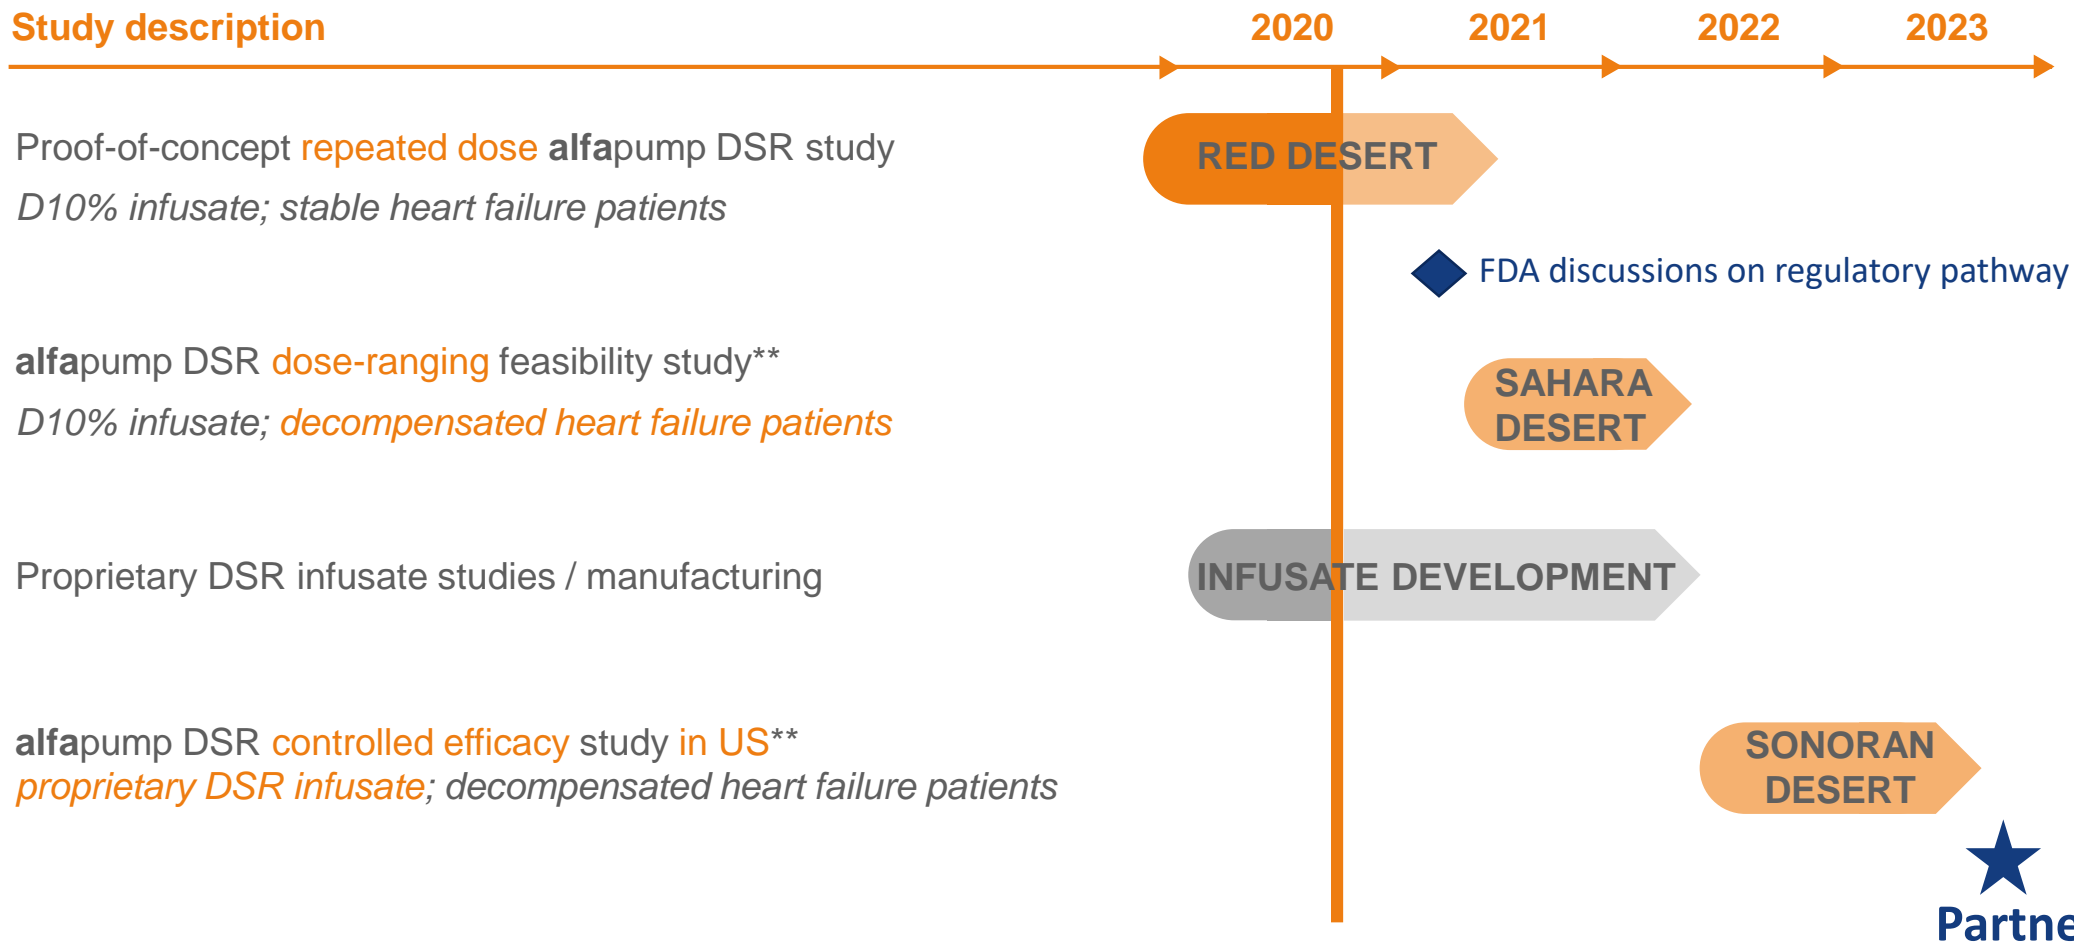 Study description 2020 2021 2022 2023
Proof-of-concept repeated dose alfapump DSR study
RED DESERT
D10% infusate; stable heart failure patients
FDA discussions on regulatory pathway
alfapump DSR dose-ranging feasibility study**
D10% infusate; decompensated heart failure patients
SAHARA
DESERT
Proprietary DSR infusate studies / manufacturing
INFUSATE DEVELOPMENT
alfapump DSR controlled efficacy study in US**
proprietary DSR infusate; decompensated heart failure patients
SONORAN
DESERT
Partne